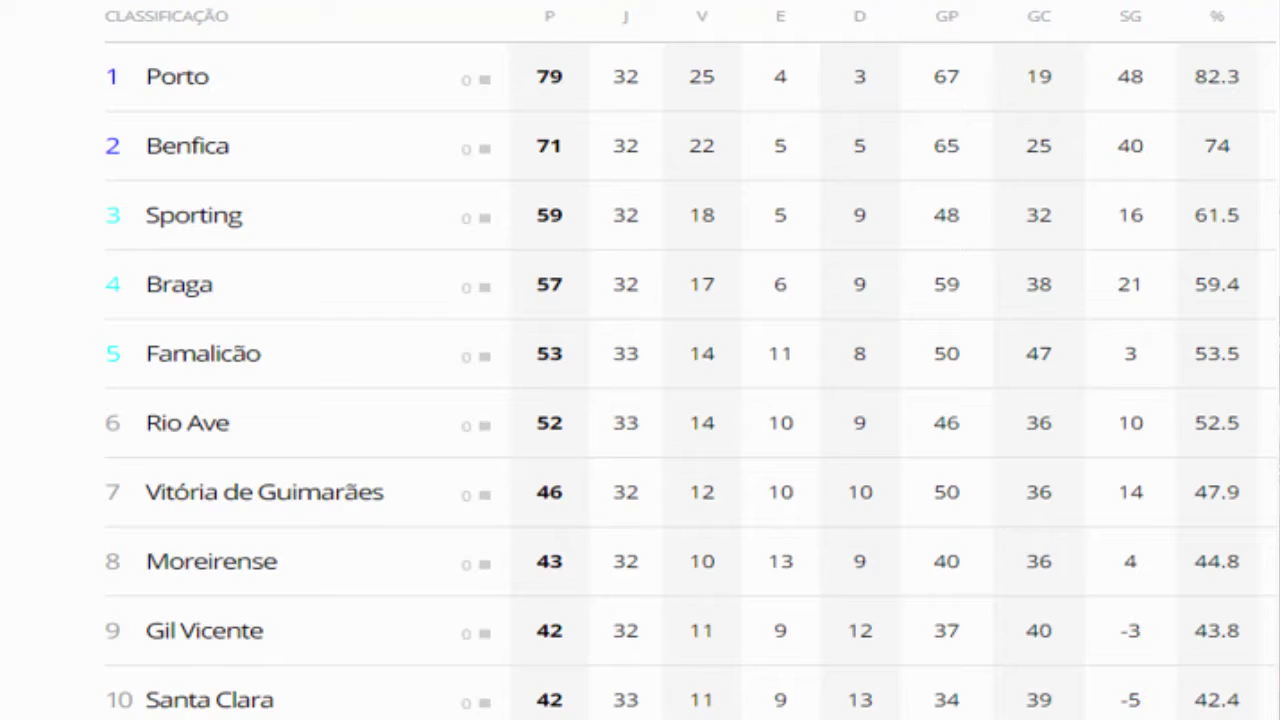 CLASSIFICAÇÃO P J V E D GP GC SG %
1 Porto 0 79 32 25 4 3 67 19 48 82.3
2 Benfica 0 71 32 22 5 5 65 25 40 74
3 Sporting 0 59 32 18 5 9 48 32 16 61.5
4 Braga 0 57 32 17 6 9 59 38 21 59.4
5 Famalicão 0 53 33 14 11 8 50 47 3 53.5
6 Rio Ave 0 52 33 14 10 9 46 36 10 52.5
7 Vitória de Guimarães 0 46 32 12 10 10 50 36 14 47.9
8 Moreirense 0 43 32 10 13 9 40 36 4 44.8
9 Gil Vicente 0 42 32 11 9 12 37 40 -3 43.8
10 Santa Clara 0 42 33 11 9 13 34 39 -5 42.4